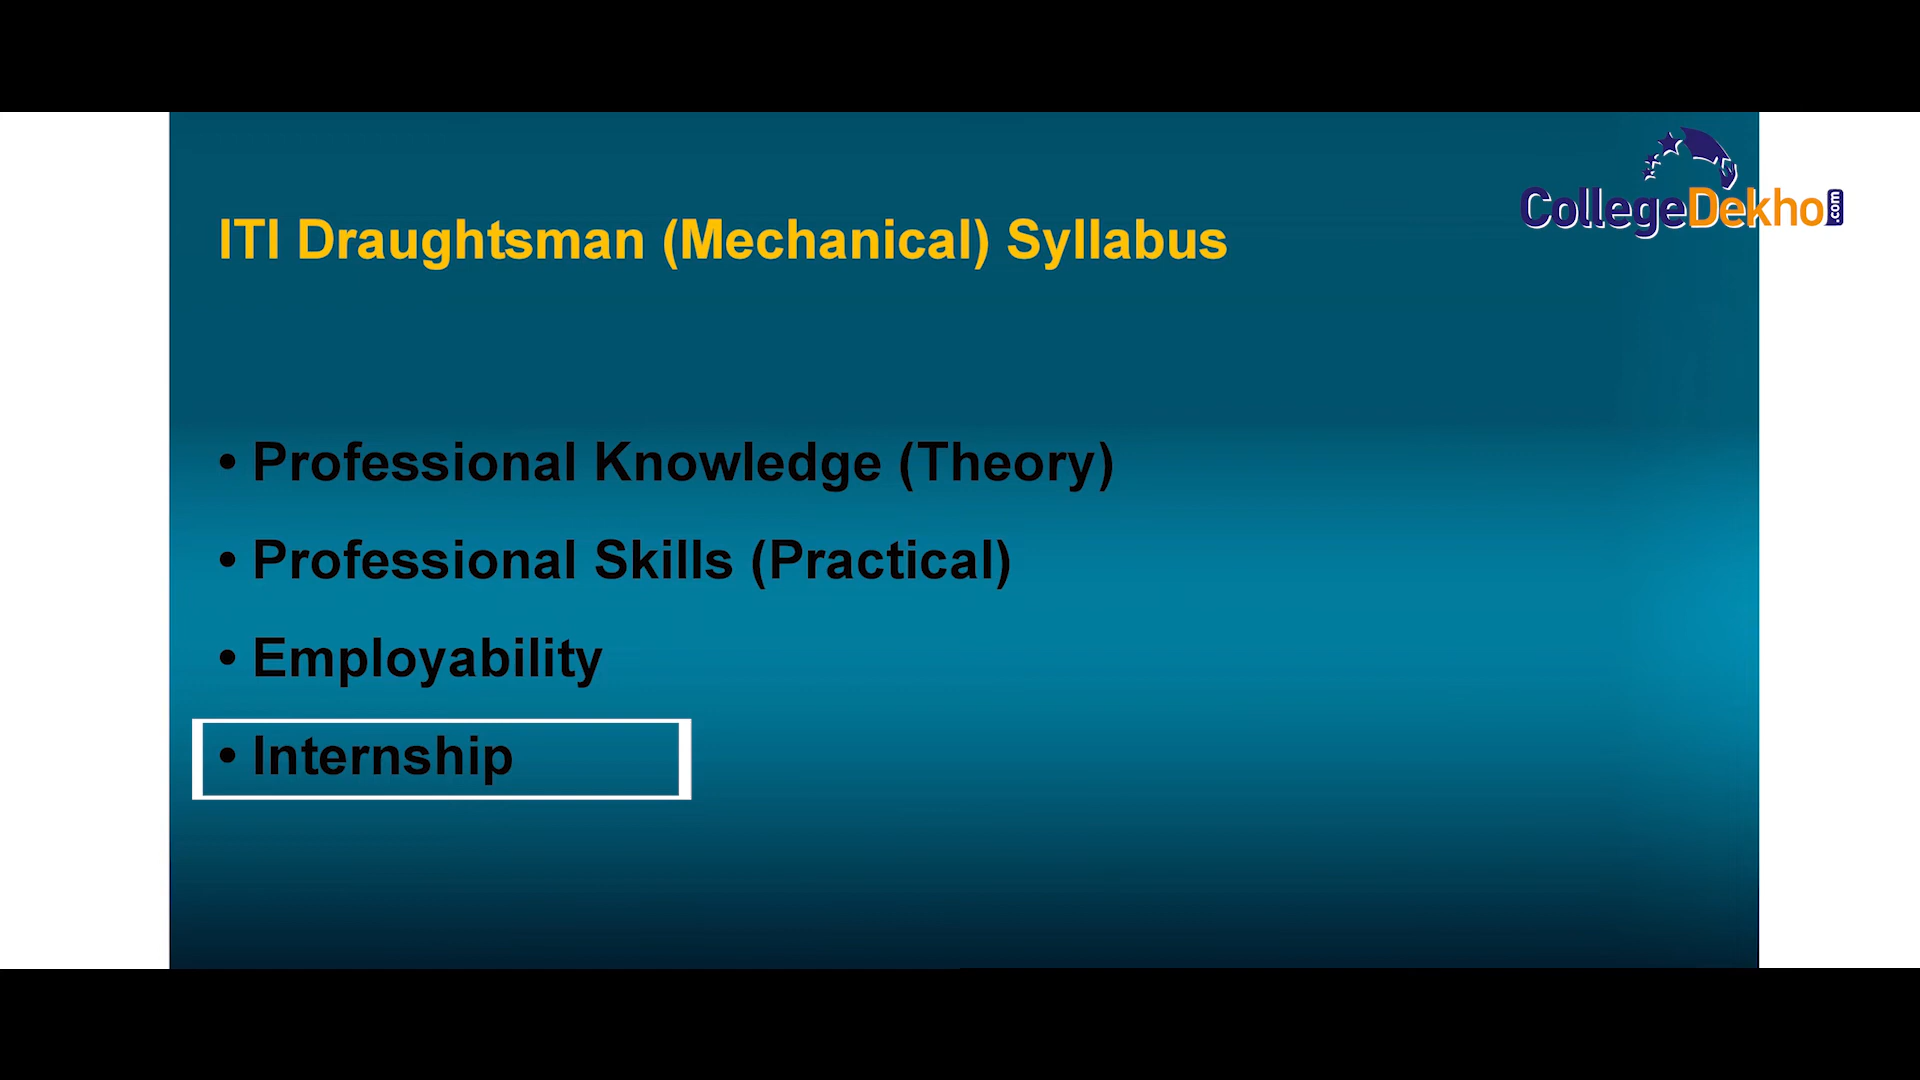 CollegeDekho.com
ITI Draughtsman (Mechanical) Syllabus
• Professional Knowledge (Theory)
• Professional Skills (Practical)
• Employability
• Internship